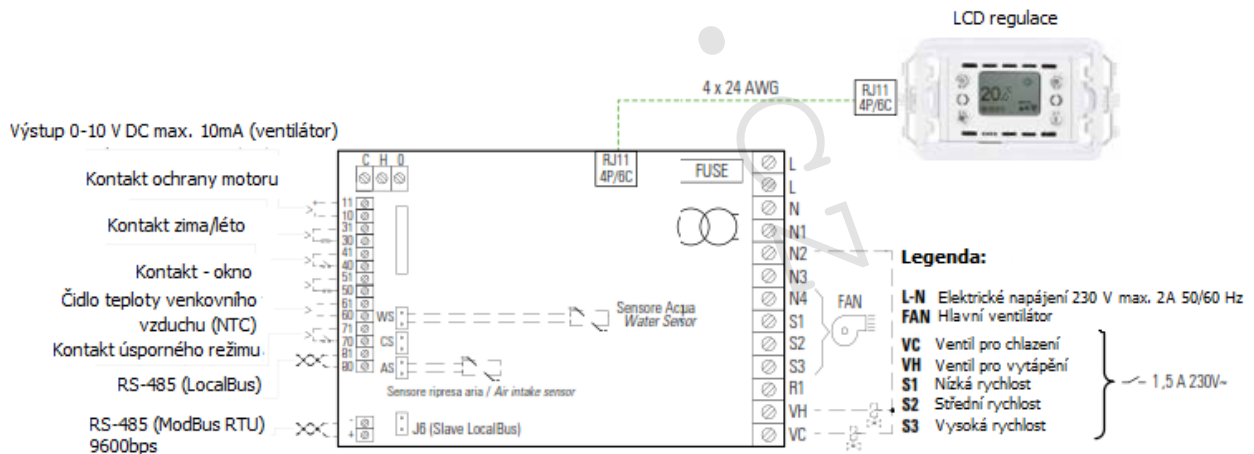 LCD regulace
4 x 24 AWG
RJ11
4P/6C
Výstup 0-10 V DC max. 10mA (ventilátor)
Kontakt ochrany motoru
Kontakt zima/léto
Kontakt - okno
Čidlo teploty venkovního
vzduchu (NTC)
Kontakt úsporného režimu
RS-485 (LocalBus)
RS-485 (ModBus RTU)
9600bps
C H 0
RJ11
4P/6C
FUSE
11
10
31
30
41
40
51
50
61
60
71
70
81
80
-
+
WS
CS
AS
Sensore Acqua
Water Sensor
Sensore ripresa aria / Air intake sensor
J6 (Slave LocalBus)
L
L
N
N1
N2
N3
N4
S1
S2
S3
R1
VH
VC
FAN
Legenda:
L-N Elektrické napájení 230 V max. 2A 50/60 Hz
FAN Hlavní ventilátor
VC Ventil pro chlazení
VH Ventil pro vytápění
S1 Nízká rychlost
S2 Střední rychlost
S3 Vysoká rychlost
1,5 A 230V~